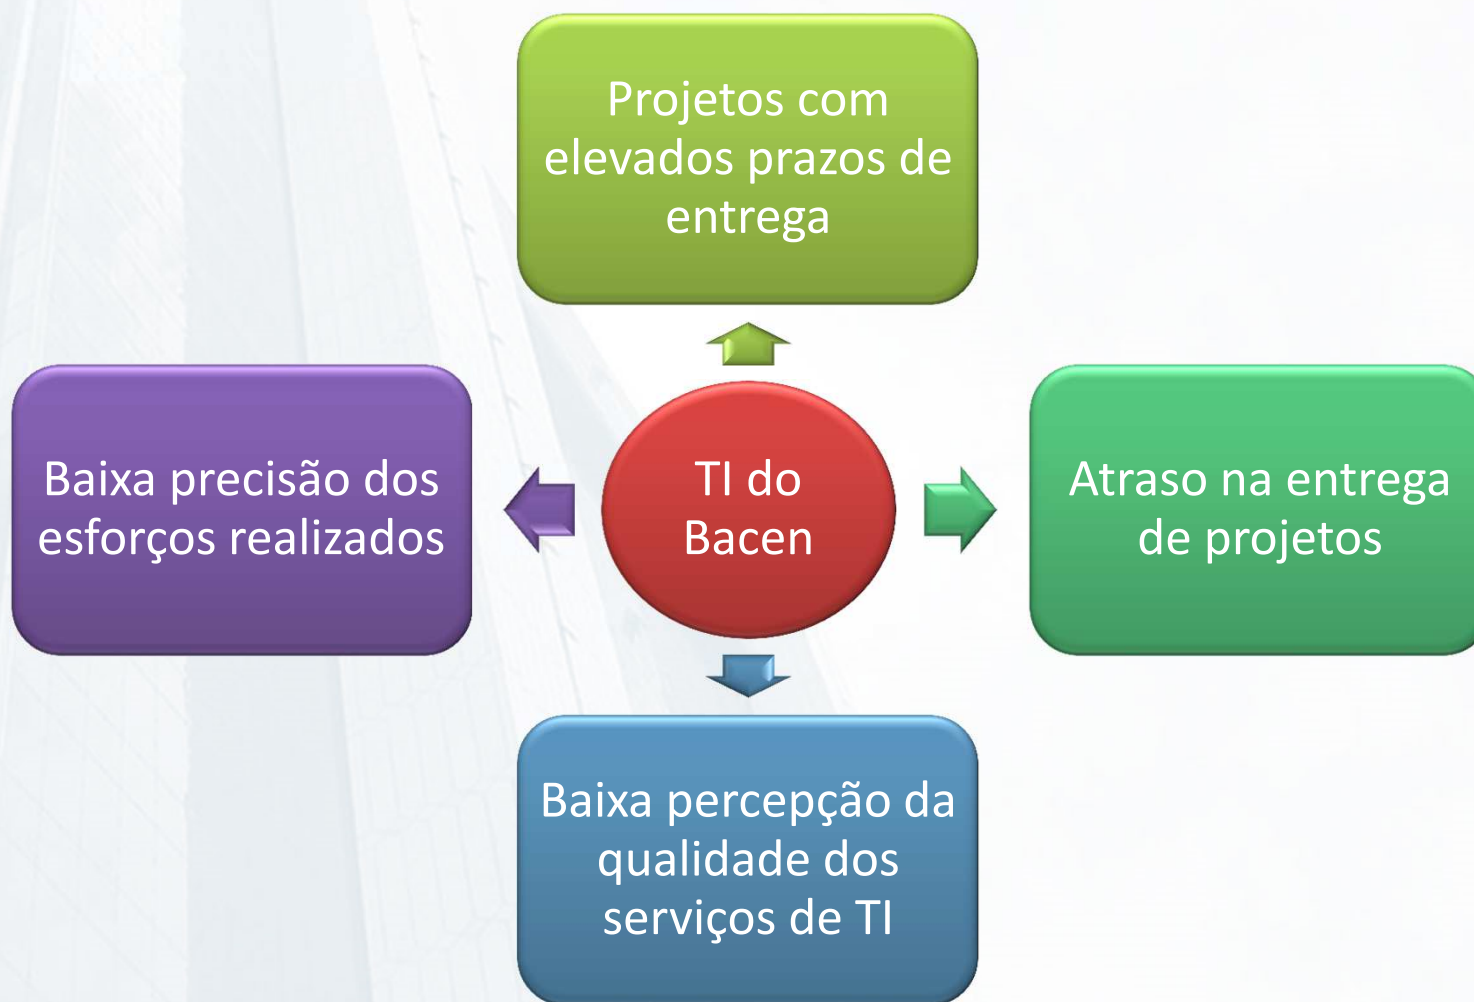 Projetos com
elevados prazos de
entrega
Baixa precisão dos
esforços realizados
TI do
Bacen
Atraso na entrega
de projetos
Baixa percepção da
qualidade dos
serviços de TI